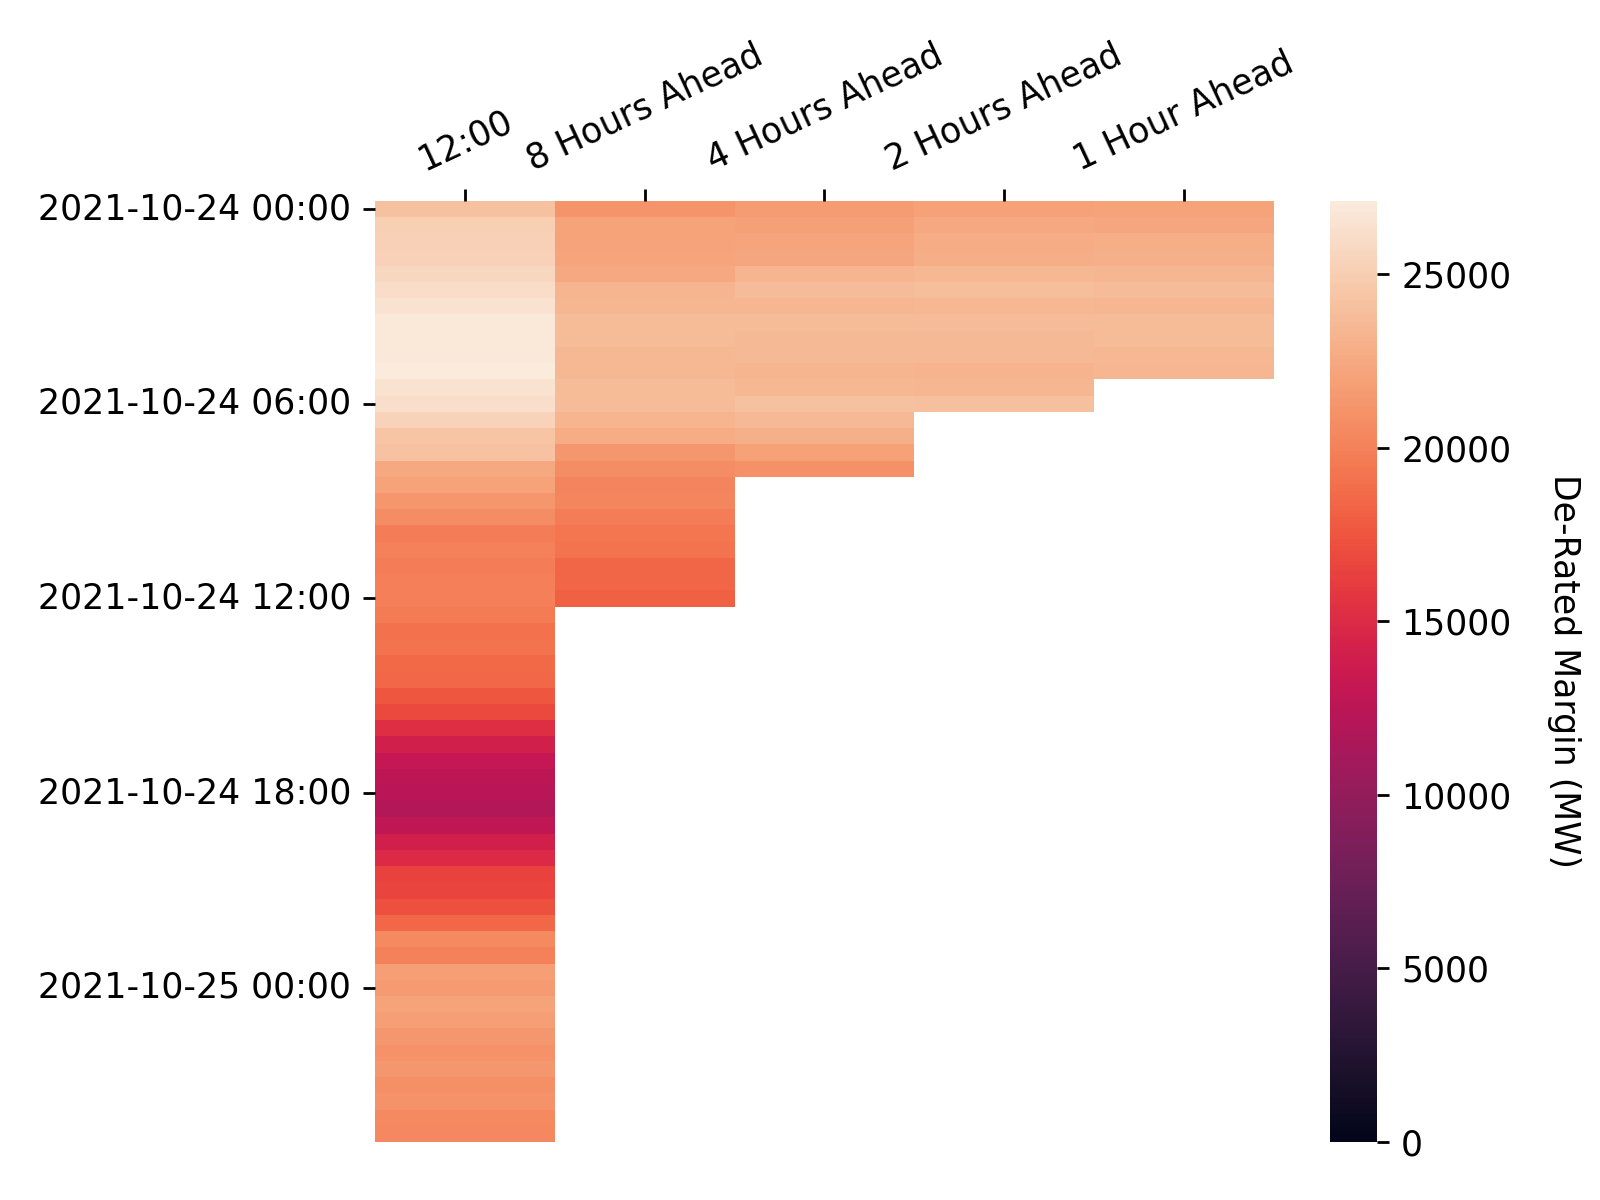 12:00
8 Hours Ahead
4 Hours Ahead
2 Hours Ahead
1 Hour Ahead
2021-10-24 00:00
2021-10-24 06:00
2021-10-24 12:00
2021-10-24 18:00
2021-10-25 00:00
25000
20000
15000
10000
5000
0
De-Rated Margin (MW)